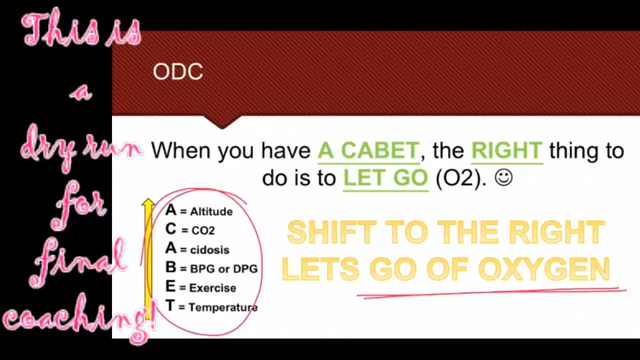 This is
a
dry run
for
final
coaching!
ODC
When you have A CABET, the RIGHT thing to
do is to LET GO (O2). ☺
A = Altitude
C = CO2
A = cidosis
B = BPG or DPG
E = Exercise
T = Temperature
SHIFT TO THE RIGHT
LETS GO OF OXYGEN